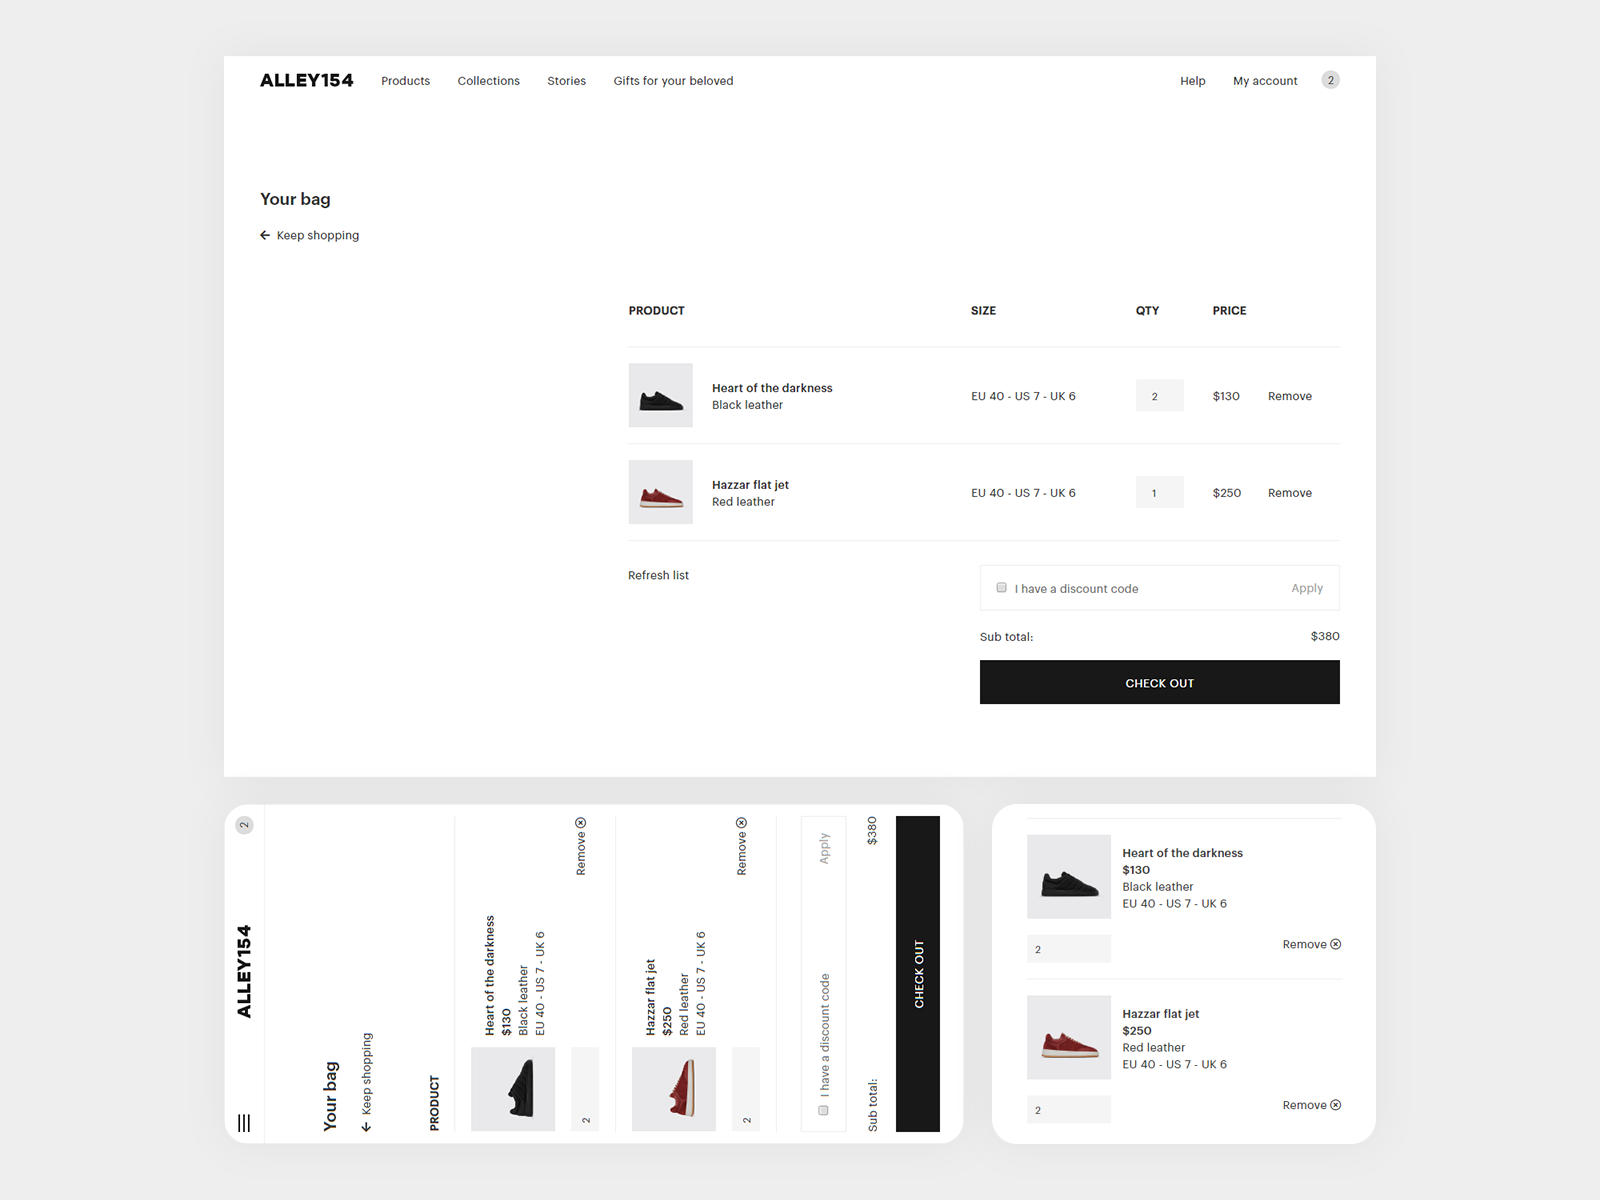 ALLEY154 Products Collections Stories Gifts for your beloved Help My account 2
Your bag
Keep shopping
PRODUCT SIZE QTY PRICE
Heart of the darkness
Black leather
EU 40 - US 7 - UK 6 2 $130 Remove
Hazzar flat jet
Red leather
EU 40 - US 7 - UK 6 1 $250 Remove
Refresh list
I have a discount code Apply
Sub total: $380
CHECK OUT
ALLEY154 2
Your bag
Keep shopping
PRODUCT
Heart of the darkness
$130
Black leather
EU 40 - US 7 - UK 6
2 Remove
Hazzar flat jet
$250
Red leather
EU 40 - US 7 - UK 6
2 Remove
I have a discount code Apply
Sub total: $380
CHECK OUT
Heart of the darkness
$130
Black leather
EU 40 - US 7 - UK 6
2 Remove
Hazzar flat jet
$250
Red leather
EU 40 - US 7 - UK 6
2 Remove